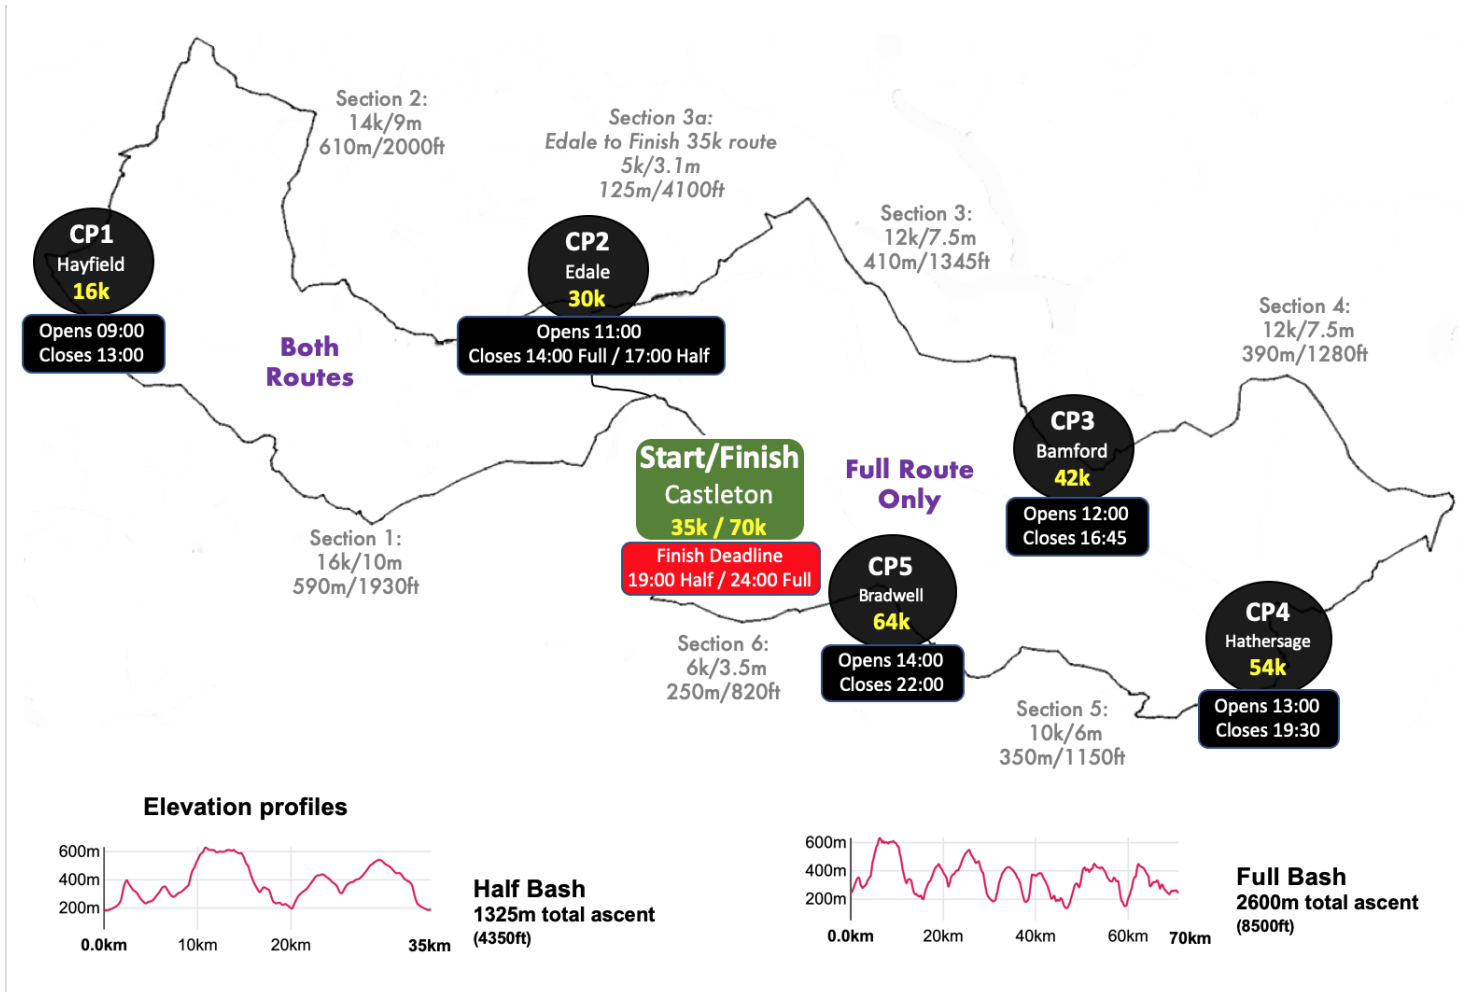 Section 2:
14k/9m
610m/2000ft
Section 3a:
Edale to Finish 35k route
5k/3.1m
125m/4100ft
Section 3:
12k/7.5m
410m/1345ft
Section 4:
12k/7.5m
390m/1280ft
CP1
Hayfield
16k
Opens 09:00
Closes 13:00
CP2
Edale
30k
Opens 11:00
Closes 14:00 Full / 17:00 Half
Both
Routes
CP3
Bamford
42k
Opens 12:00
Closes 16:45
Start/Finish
Castleton
35k / 70k
Finish Deadline
19:00 Half / 24:00 Full
Full Route
Only
Section 1:
16k/10m
590m/1930ft
CP5
Bradwell
64k
Opens 14:00
Closes 22:00
CP4
Hathersage
54k
Opens 13:00
Closes 19:30
Section 6:
6k/3.5m
250m/820ft
Section 5:
10k/6m
350m/1150ft
Elevation profiles
600m
400m
200m
0.0km
10km
20km
35km
Half Bash
1325m total ascent
(4350ft)
600m
400m
200m
0.0km
20km
40km
60km
70km
Full Bash
2600m total ascent
(8500ft)